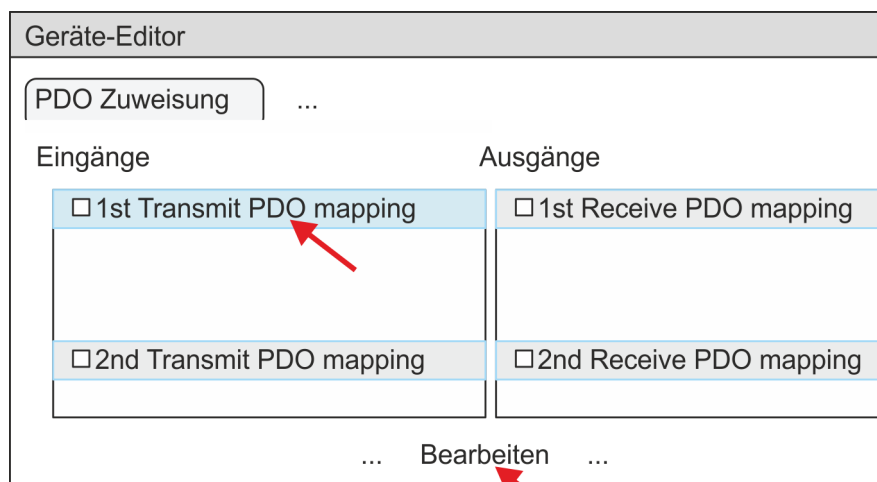 Geräte-Editor
PDO Zuweisung ...
Eingänge Ausgänge
1st Transmit PDO mapping 1st Receive PDO mapping
2nd Transmit PDO mapping 2nd Receive PDO mapping
... Bearbeiten ...